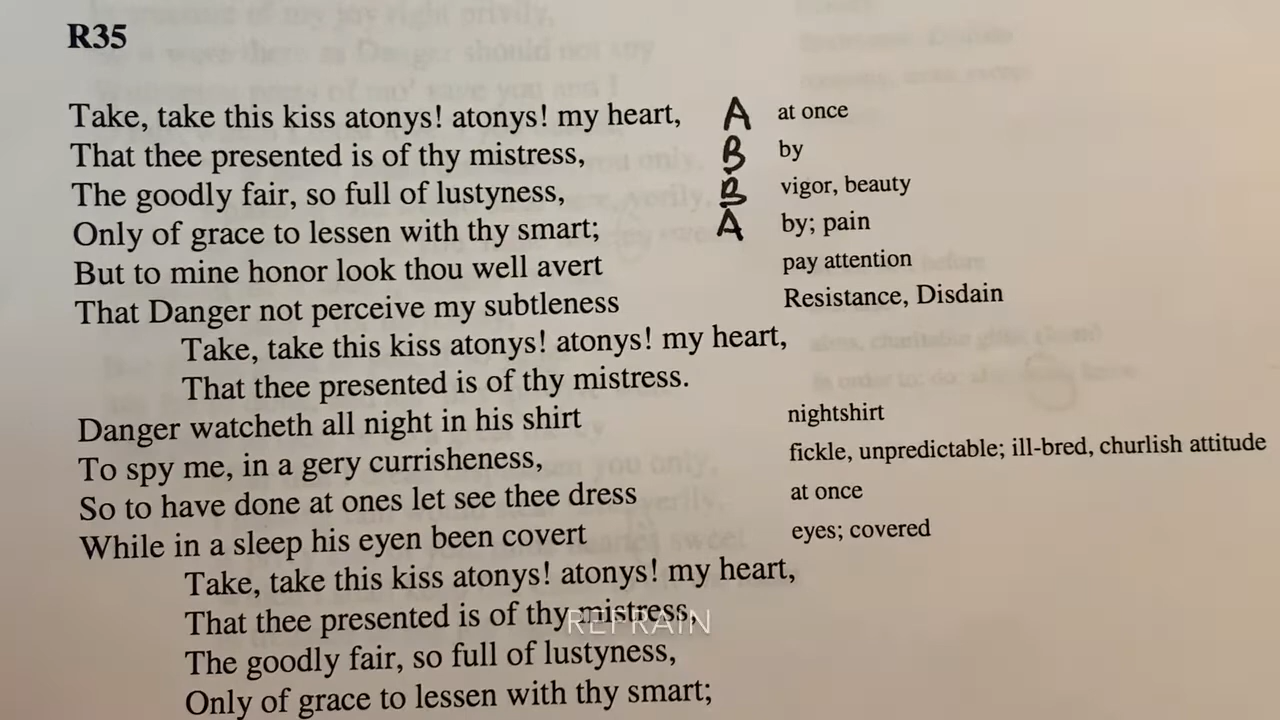 R35
Take, take this kiss atonys! atonys! my heart, A at once
That thee presented is of thy mistress, B by
The goodly fair, so full of lustyness, B vigor, beauty
Only of grace to lessen with thy smart; A by; pain
But to mine honor look thou well avert pay attention
That Danger not perceive my subtleness Resistance, Disdain
Take, take this kiss atonys! atonys! my heart,
That thee presented is of thy mistress.
Danger watcheth all night in his shirt nightshirt
To spy me, in a gery currisheness, fickle, unpredictable; ill-bred, churlish attitude
So to have done at ones let see thee dress at once
While in a sleep his eyen been covert eyes; covered
Take, take this kiss atonys! atonys! my heart,
That thee presented is of thy mistress,
REFRAIN
The goodly fair, so full of lustyness,
Only of grace to lessen with thy smart;